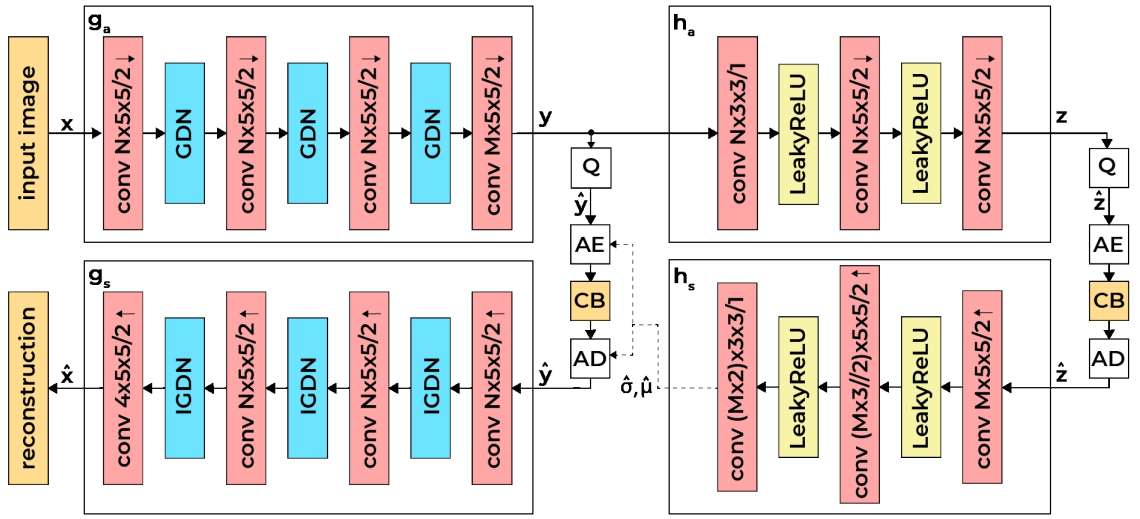 g_a
input image
x
conv Nx5x5/2↓
GDN
conv Nx5x5/2↓
GDN
conv Nx5x5/2↓
GDN
conv Mx5x5/2↓
y
h_a
conv Nx3x3/1
LeakyReLU
conv Nx5x5/2↓
LeakyReLU
conv Nx5x5/2↓
z
Q
ŷ
AE
CB
AD
Q
ẑ
AE
CB
AD
g_s
reconstruction
x̂
conv 4x5x5/2↑
IGDN
conv Nx5x5/2↑
IGDN
conv Nx5x5/2↑
IGDN
conv Nx5x5/2↑
ŷ
σ̂, μ̂
h_s
conv (Mx2)x3x3/1
LeakyReLU
conv (Mx3//2)x5x5/2↑
LeakyReLU
conv Mx5x5/2↑
ẑ